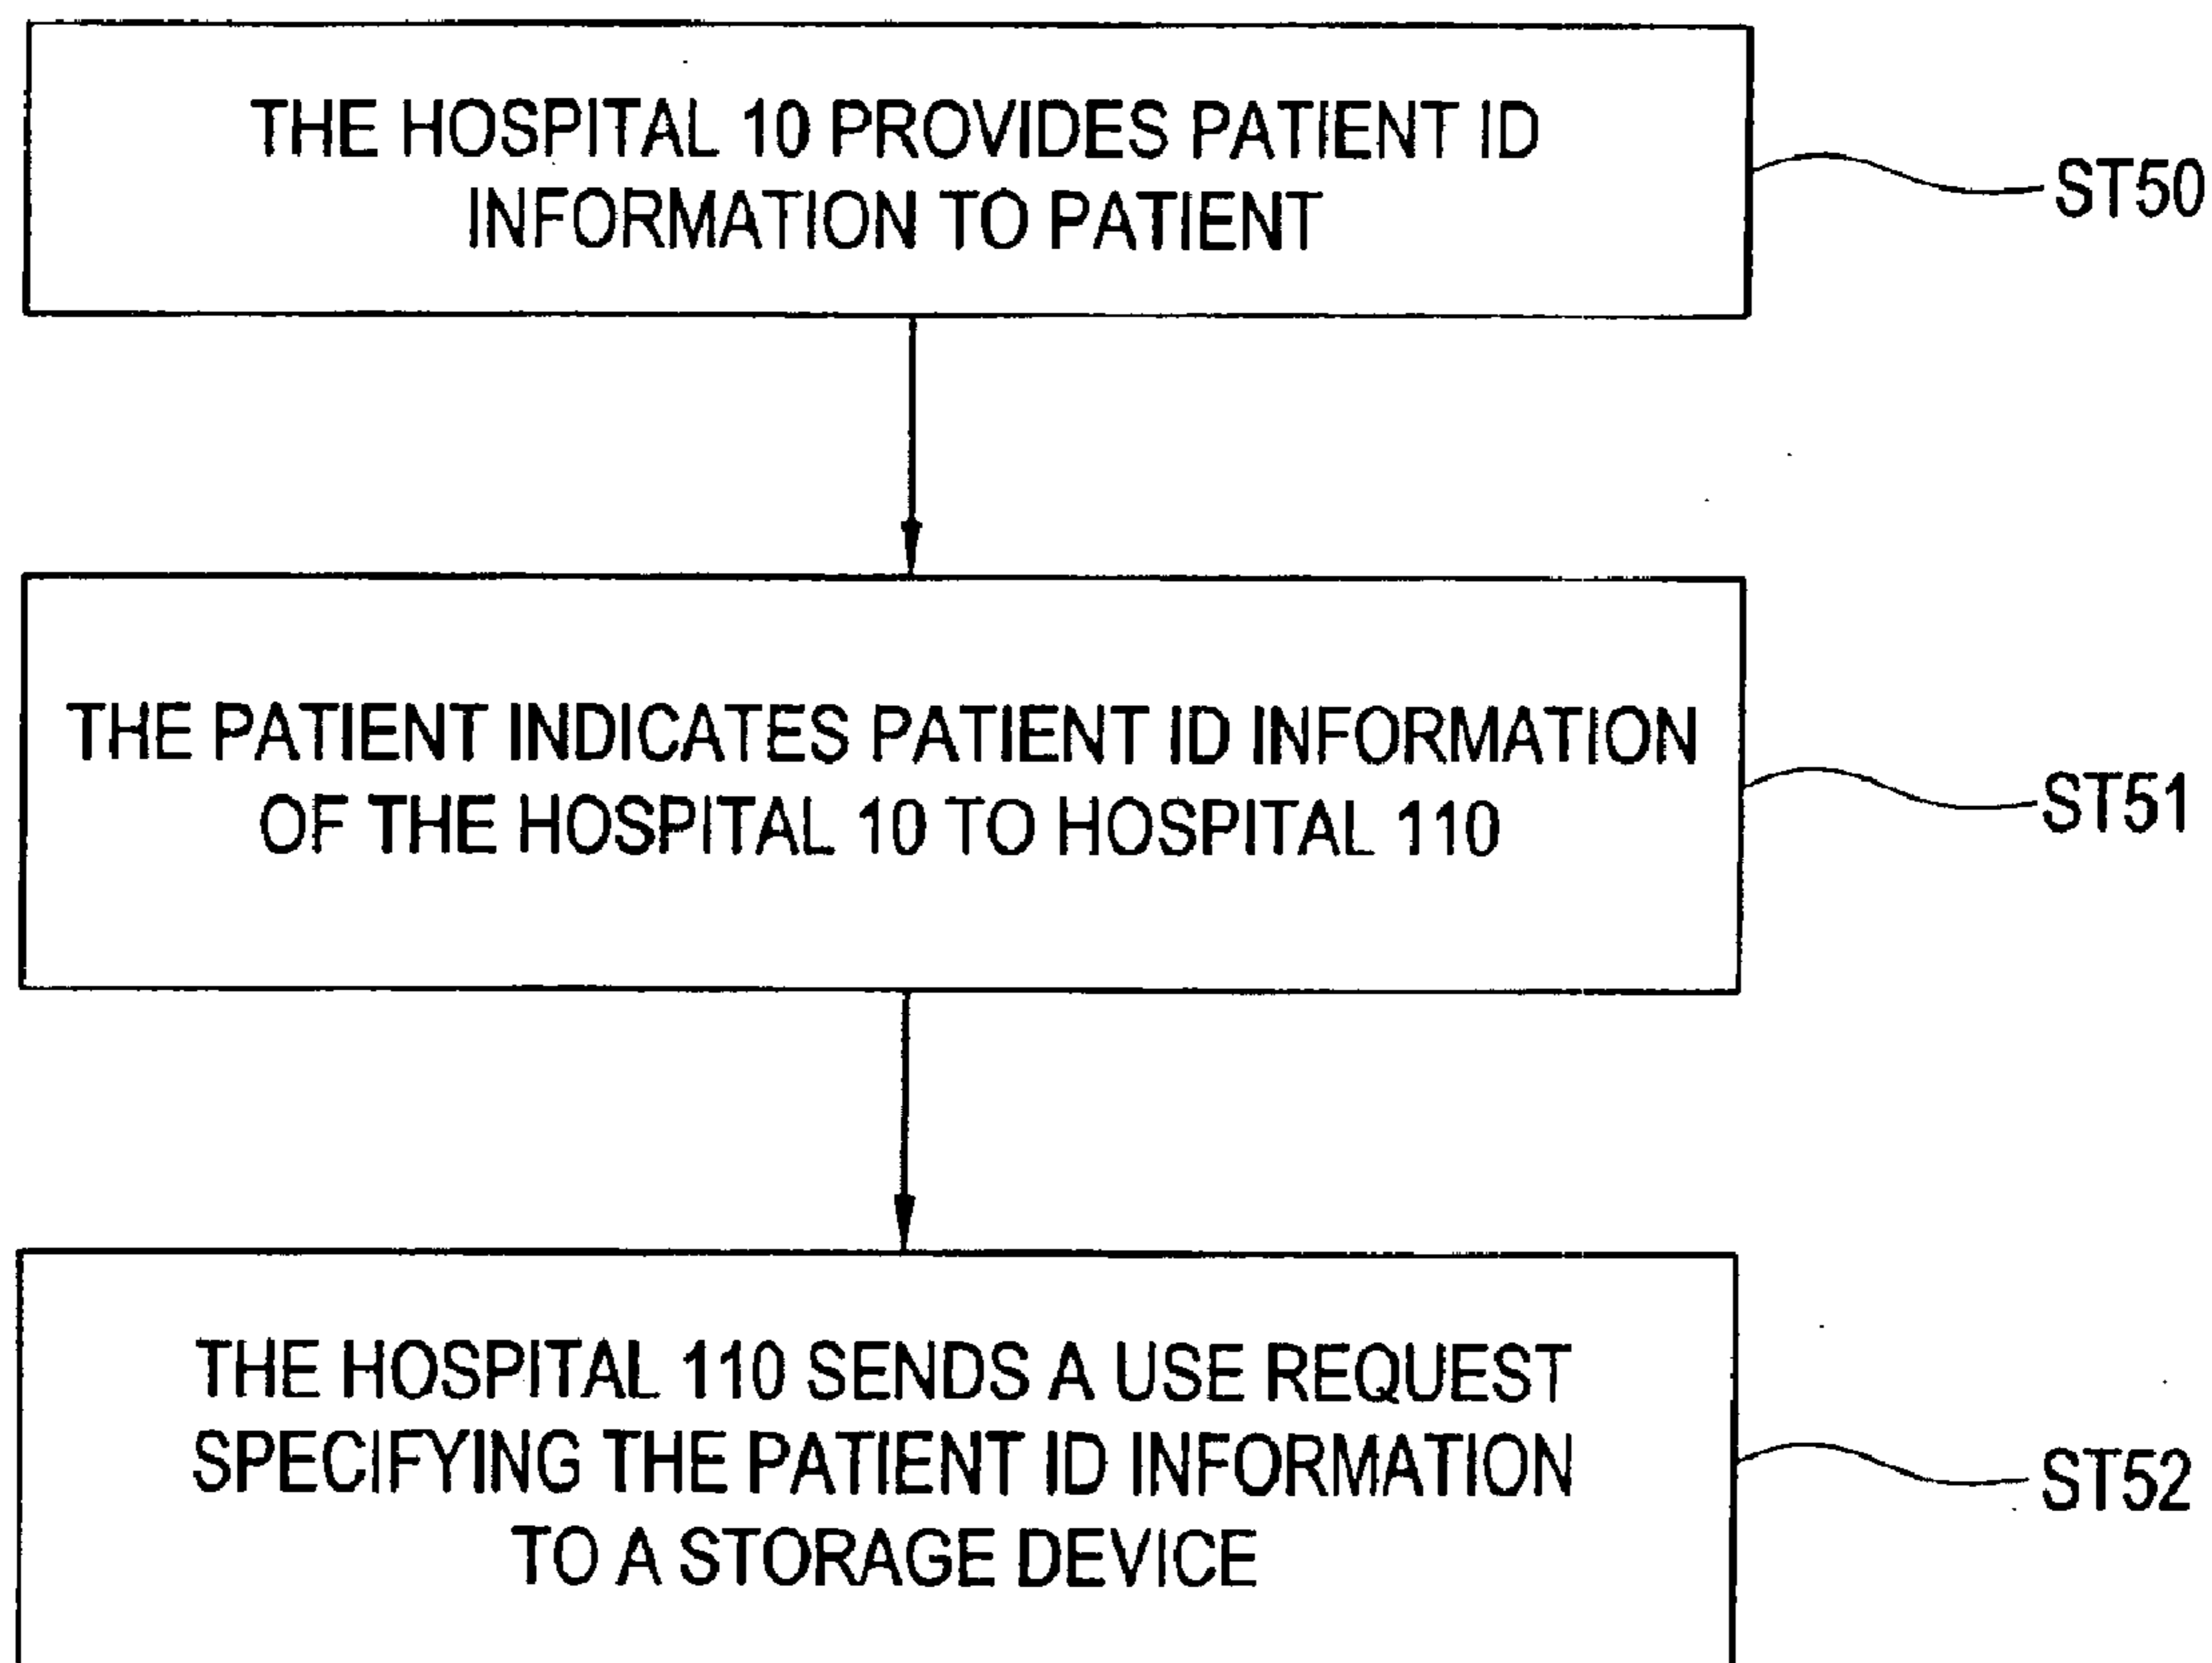 THE HOSPITAL 10 PROVIDES PATIENT ID
INFORMATION TO PATIENT
ST50
THE PATIENT INDICATES PATIENT ID INFORMATION
OF THE HOSPITAL 10 TO HOSPITAL 110
ST51
THE HOSPITAL 110 SENDS A USE REQUEST
SPECIFYING THE PATIENT ID INFORMATION
TO A STORAGE DEVICE
ST52